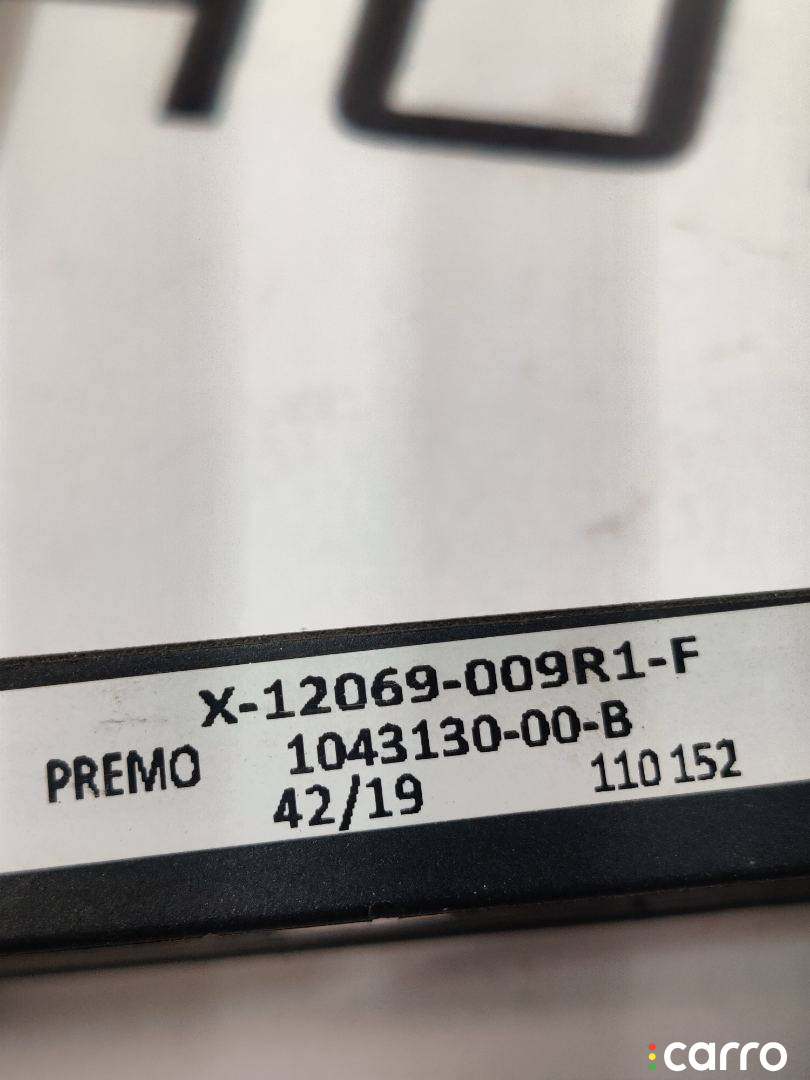 X-12069-009R1-F
PREMO 1043130-00-B
42/19 110 152
carro